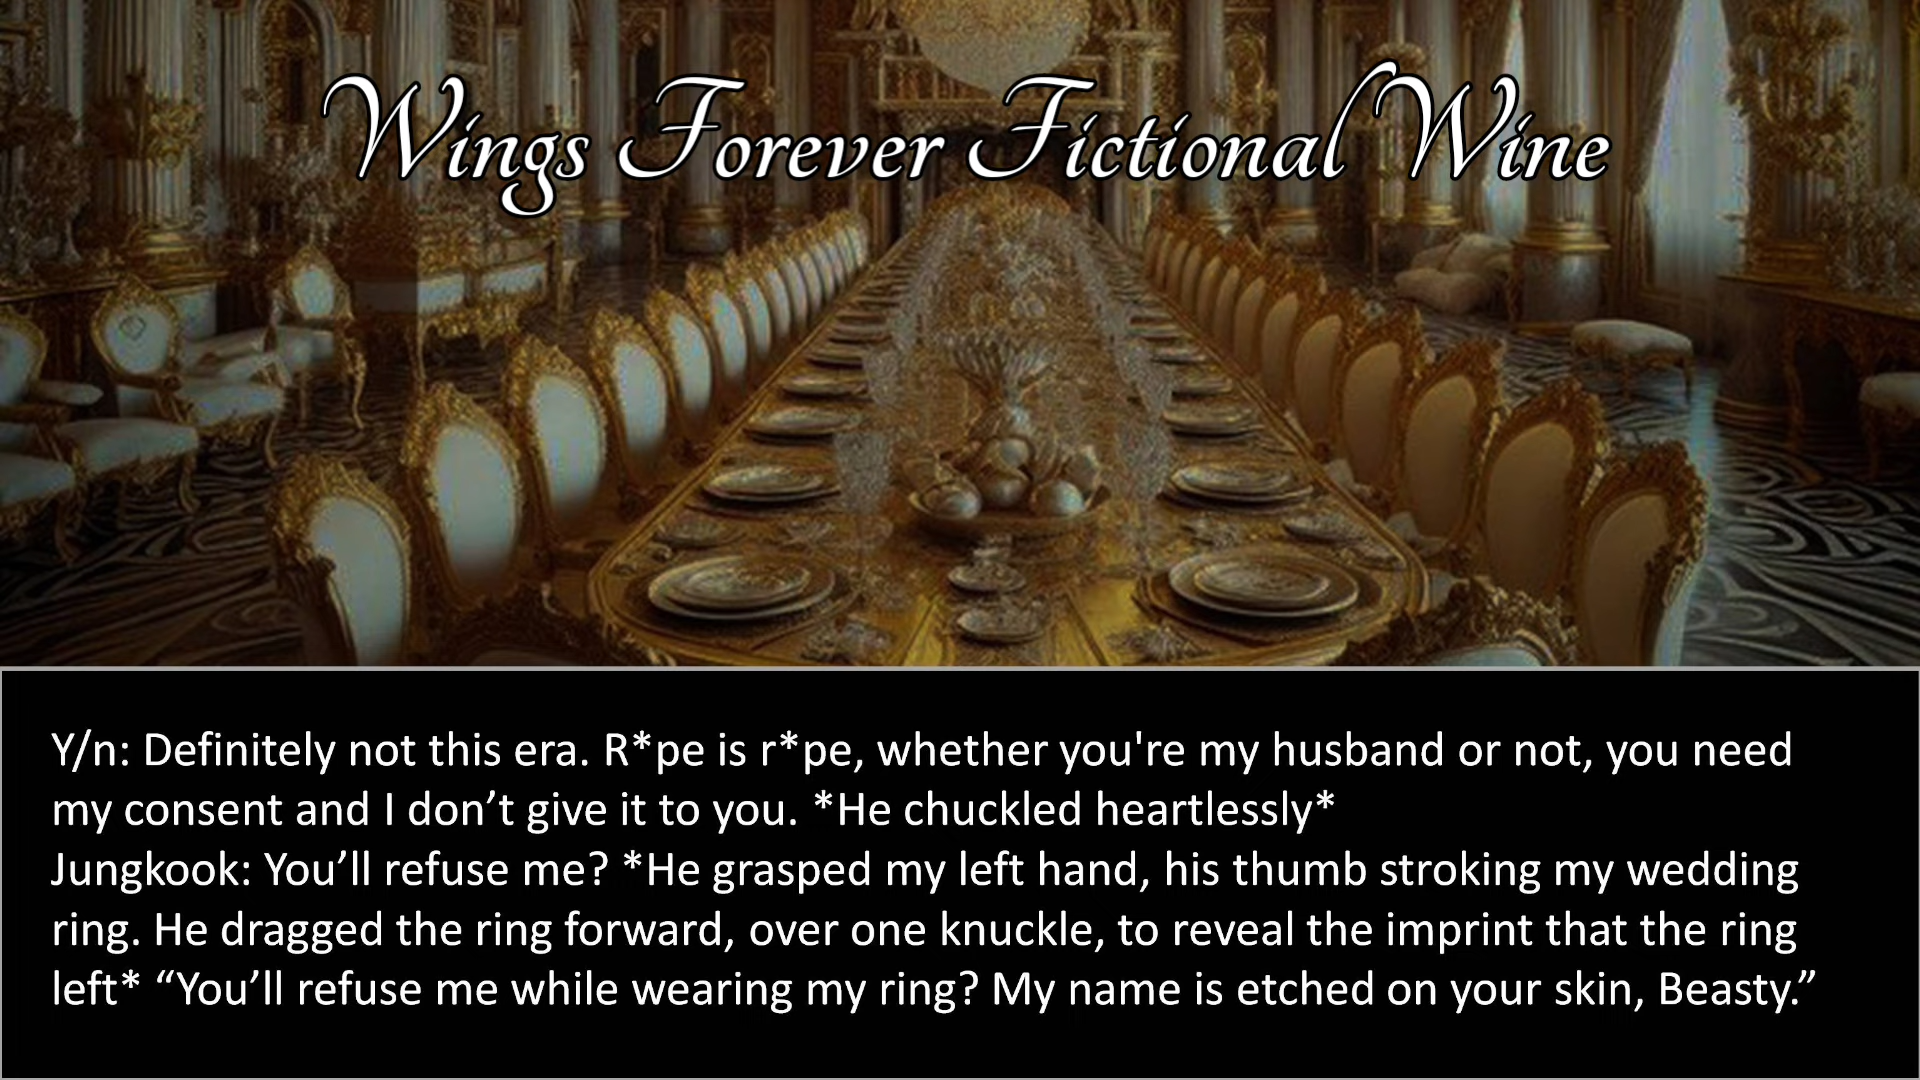 Wings Forever Fictional Wine
Y/n: Definitely not this era. R*pe is r*pe, whether you're my husband or not, you need
my consent and I don’t give it to you. *He chuckled heartlessly*
Jungkook: You’ll refuse me? *He grasped my left hand, his thumb stroking my wedding
ring. He dragged the ring forward, over one knuckle, to reveal the imprint that the ring
left* “You’ll refuse me while wearing my ring? My name is etched on your skin, Beasty.”